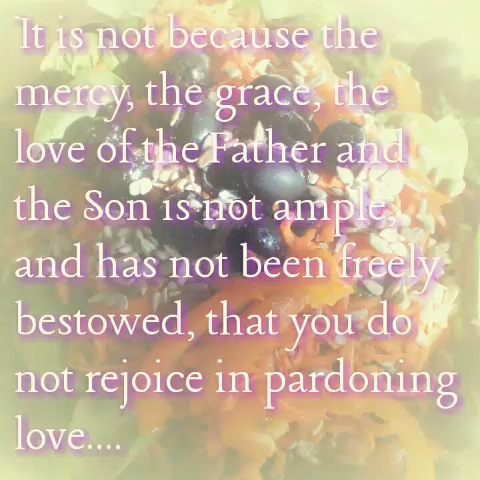 It is not because the
mercy, the grace, the
love of the Father and
the Son is not ample,
and has not been freely
bestowed, that you do
not rejoice in pardoning
love....